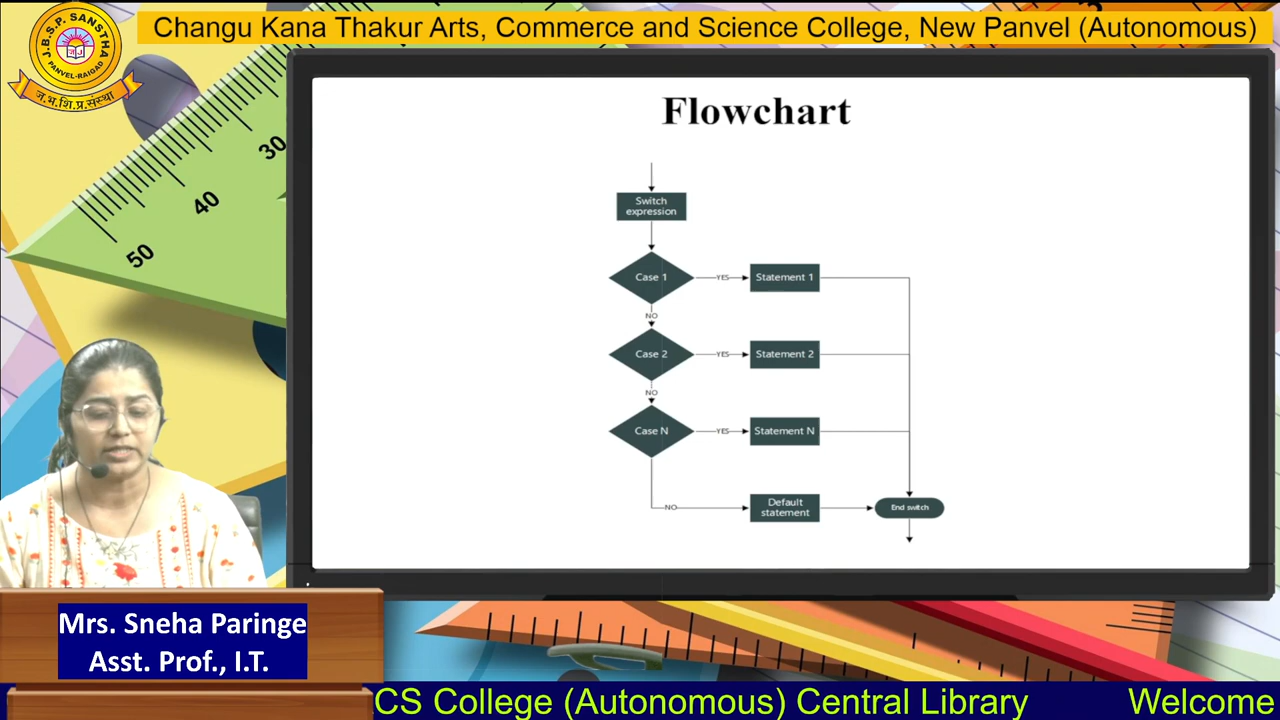 Changu Kana Thakur Arts, Commerce and Science College, New Panvel (Autonomous)
J.B.S.P. SANSTHA
PANVEL-RAIGAD
ज.भ.शि.प्र.संस्था
30
40
50
Flowchart
Switch
expression
Case 1
YES
Statement 1
NO
Case 2
YES
Statement 2
NO
Case N
YES
Statement N
NO
Default
statement
End switch
Mrs. Sneha Paringe
Asst. Prof., I.T.
CS College (Autonomous) Central Library Welcome